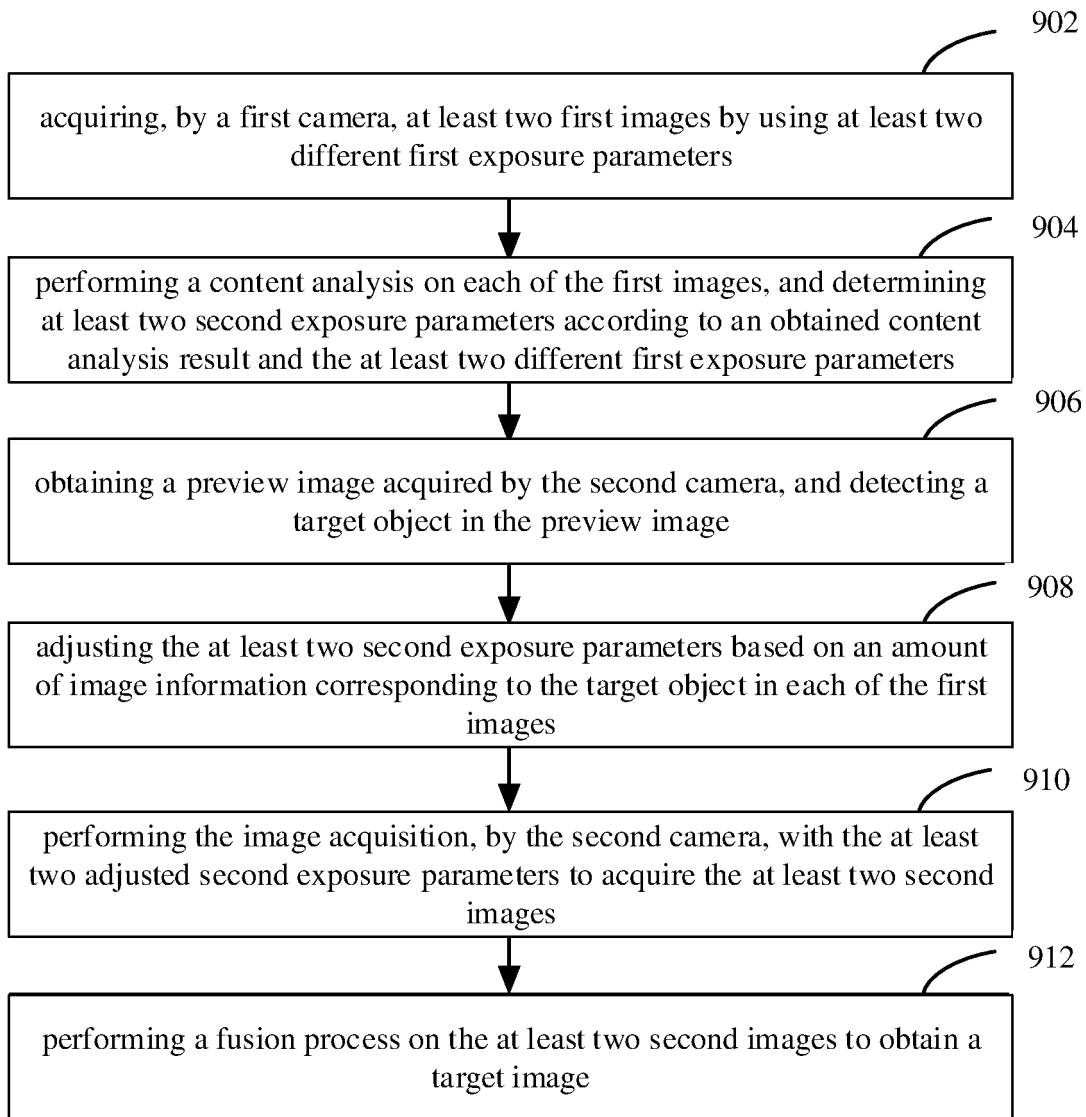 902
acquiring, by a first camera, at least two first images by using at least two
different first exposure parameters
904
performing a content analysis on each of the first images, and determining
at least two second exposure parameters according to an obtained content
analysis result and the at least two different first exposure parameters
906
obtaining a preview image acquired by the second camera, and detecting a
target object in the preview image
908
adjusting the at least two second exposure parameters based on an amount
of image information corresponding to the target object in each of the first
images
910
performing the image acquisition, by the second camera, with the at least
two adjusted second exposure parameters to acquire the at least two second
images
912
performing a fusion process on the at least two second images to obtain a
target image